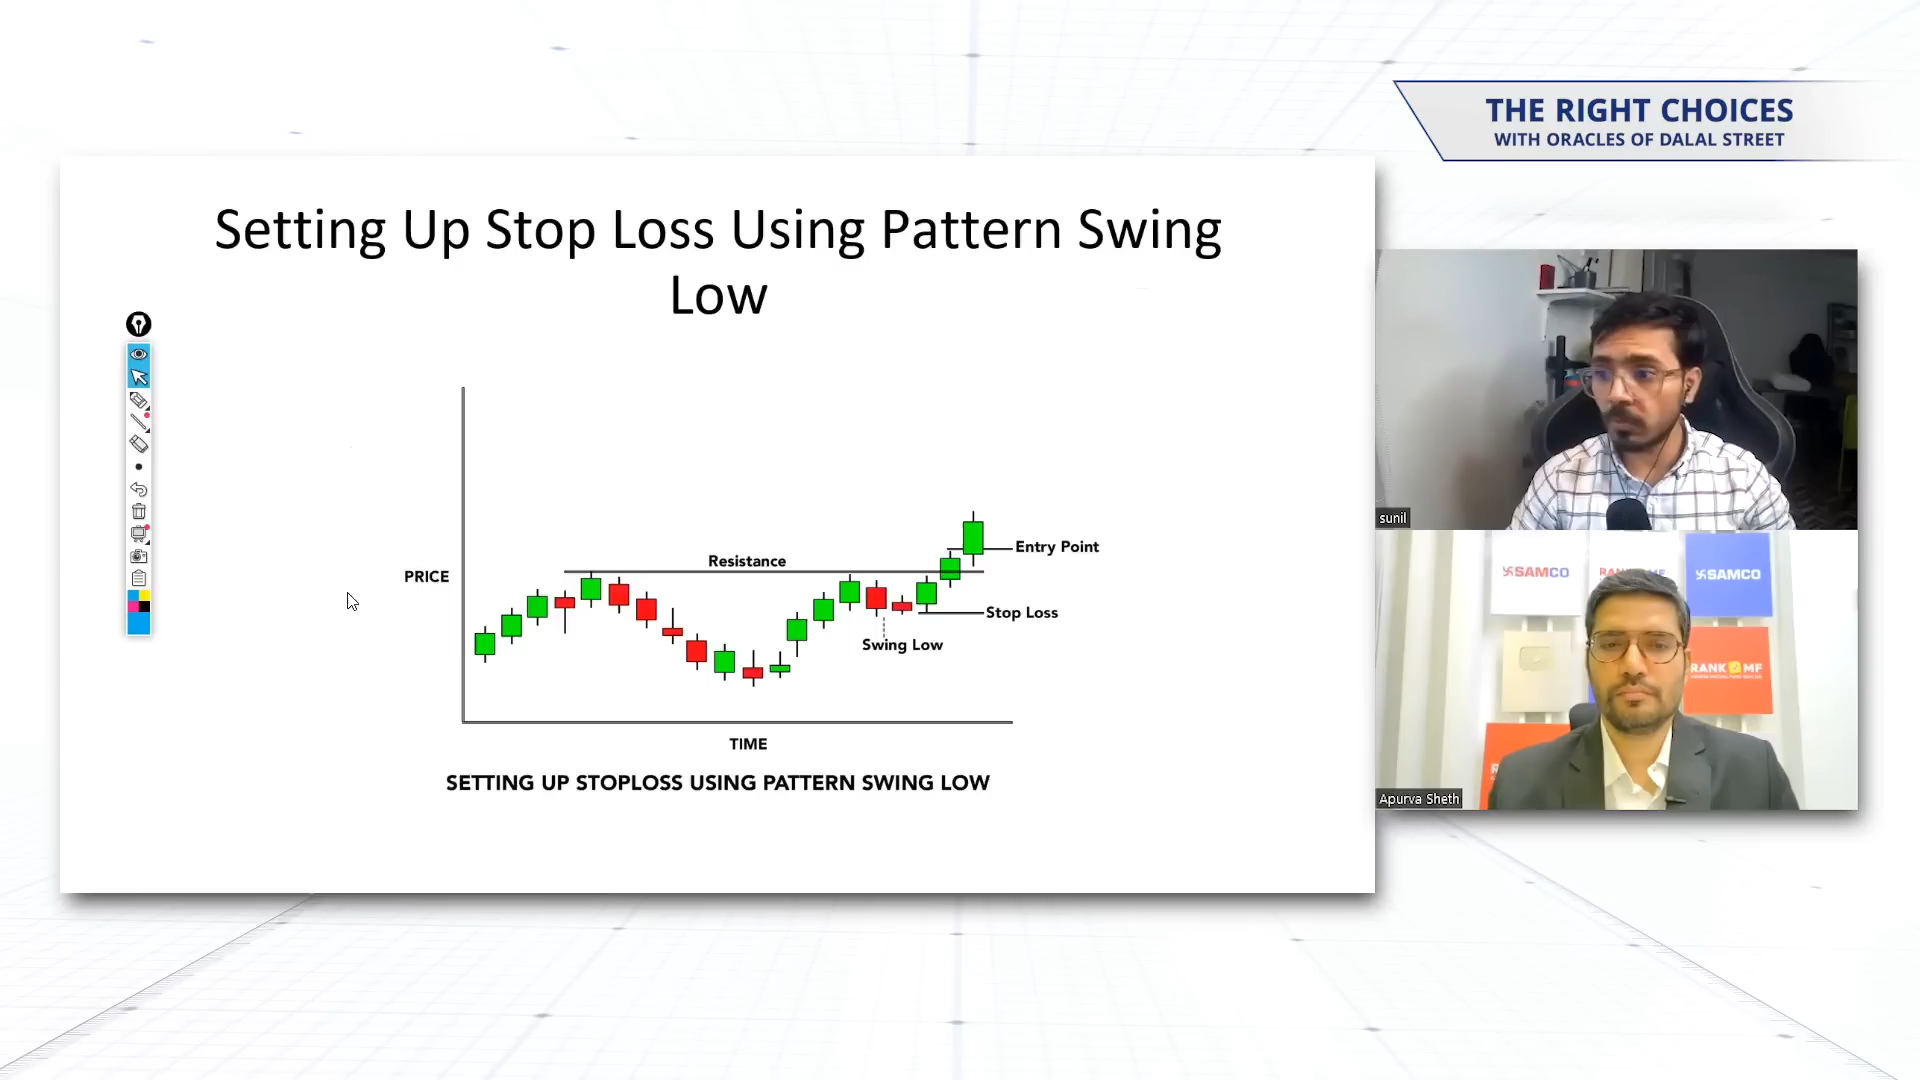 THE RIGHT CHOICES
WITH ORACLES OF DALAL STREET
Setting Up Stop Loss Using Pattern Swing
Low
Entry Point
Resistance
PRICE
Stop Loss
Swing Low
TIME
SETTING UP STOPLOSS USING PATTERN SWING LOW
sunil
SAMCO
SAMCO
RANK MF
Apurva Sheth